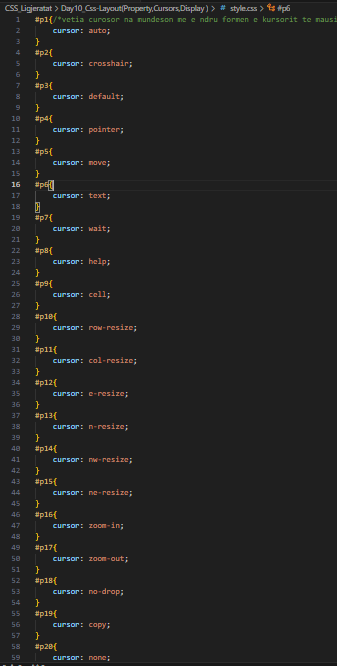 CSS_Ligjeratat > Day10_Css-Layout(Property,Cursors,Display) > # style.css > #p6
1 #p1{/*vetia curosor na mundeson me e ndru formen e kursorit te mausi
2 cursor: auto;
3 }
4 #p2{
5 cursor: crosshair;
6 }
7 #p3{
8 cursor: default;
9 }
10 #p4{
11 cursor: pointer;
12 }
13 #p5{
14 cursor: move;
15 }
16 #p6{
17 cursor: text;
18 }
19 #p7{
20 cursor: wait;
21 }
22 #p8{
23 cursor: help;
24 }
25 #p9{
26 cursor: cell;
27 }
28 #p10{
29 cursor: row-resize;
30 }
31 #p11{
32 cursor: col-resize;
33 }
34 #p12{
35 cursor: e-resize;
36 }
37 #p13{
38 cursor: n-resize;
39 }
40 #p14{
41 cursor: nw-resize;
42 }
43 #p15{
44 cursor: ne-resize;
45 }
46 #p16{
47 cursor: zoom-in;
48 }
49 #p17{
50 cursor: zoom-out;
51 }
52 #p18{
53 cursor: no-drop;
54 }
55 #p19{
56 cursor: copy;
57 }
58 #p20{
59 cursor: none;